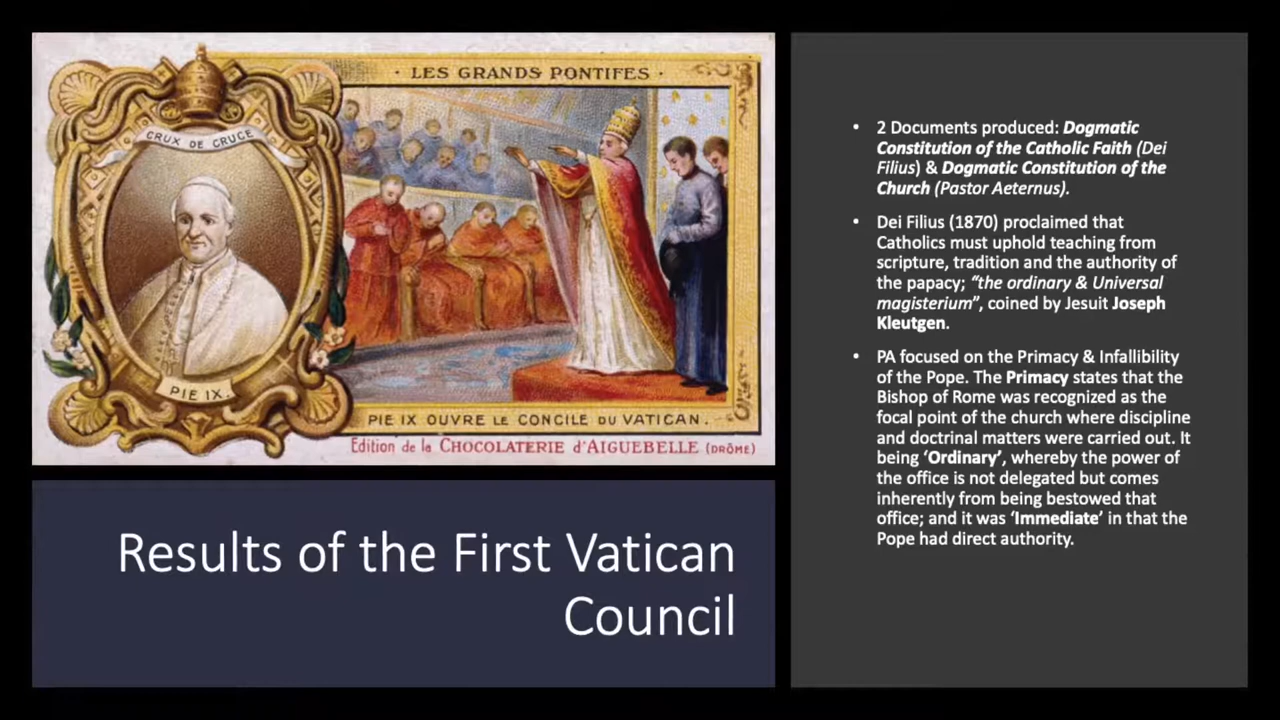 · LES GRANDS PONTIFES ·
CRUX DE CRUCE
PIE IX.
PIE IX OUVRE LE CONCILE DU VATICAN.
Edition de la CHOCOLATERIE d'AIGUEBELLE (DRÔME)
Results of the First Vatican
Council
• 2 Documents produced: Dogmatic
Constitution of the Catholic Faith (Dei
Filius) & Dogmatic Constitution of the
Church (Pastor Aeternus).
• Dei Filius (1870) proclaimed that
Catholics must uphold teaching from
scripture, tradition and the authority of
the papacy; “the ordinary & Universal
magisterium”, coined by Jesuit Joseph
Kleutgen.
• PA focused on the Primacy & Infallibility
of the Pope. The Primacy states that the
Bishop of Rome was recognized as the
focal point of the church where discipline
and doctrinal matters were carried out. It
being ‘Ordinary’, whereby the power of
the office is not delegated but comes
inherently from being bestowed that
office; and it was ‘Immediate’ in that the
Pope had direct authority.